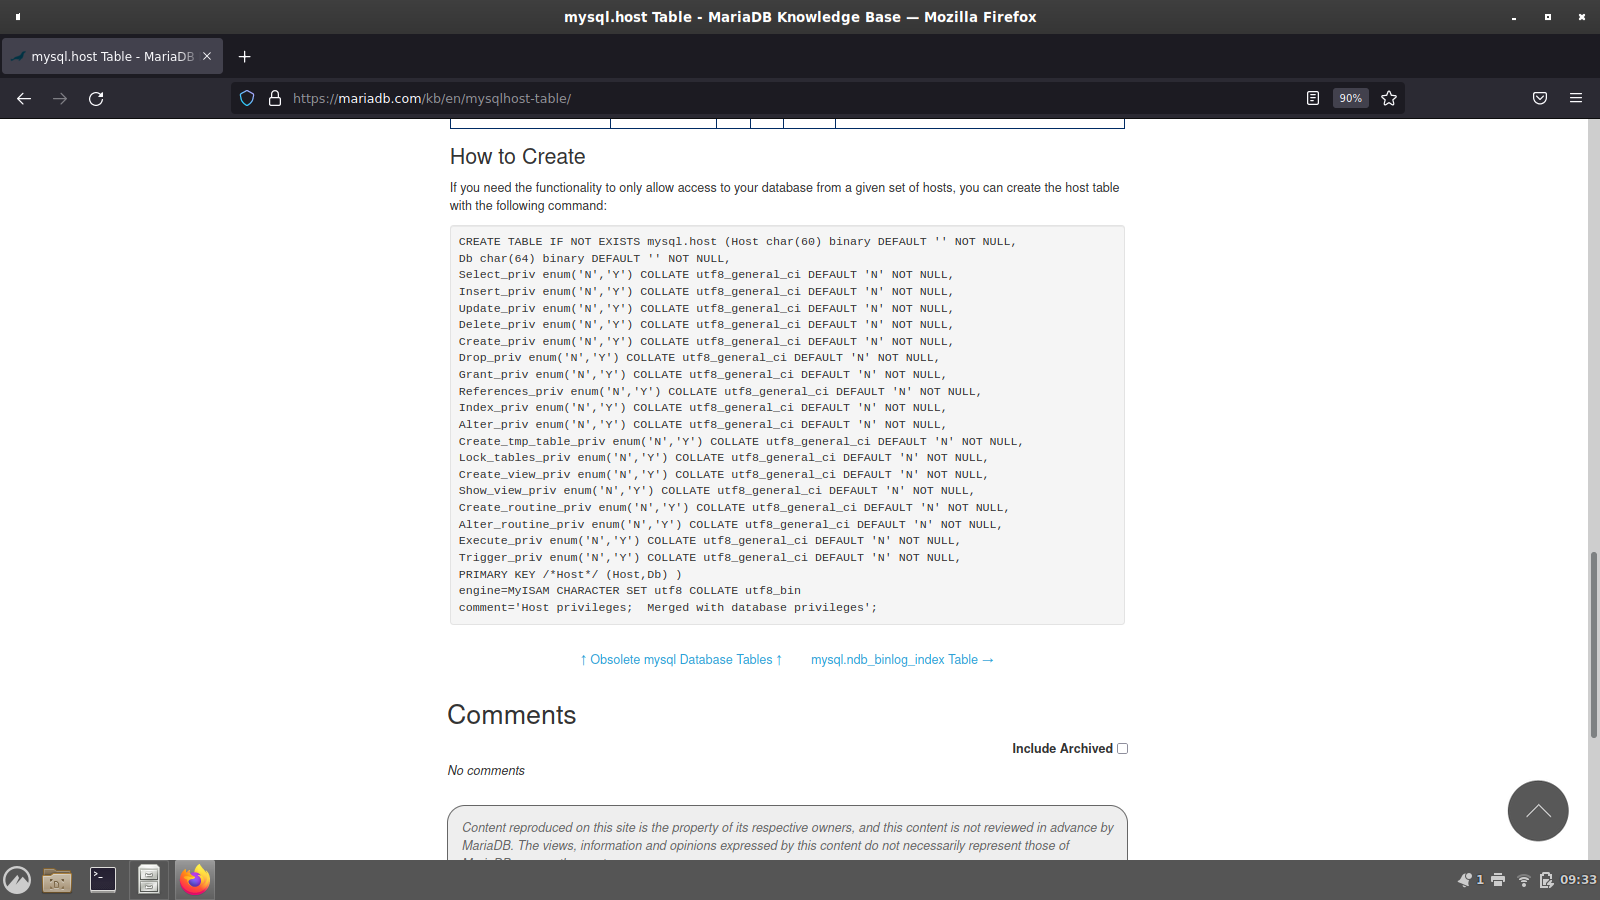 mysql.host Table - MariaDB Knowledge Base — Mozilla Firefox
mysql.host Table - MariaDB
https://mariadb.com/kb/en/mysqlhost-table/
90%
How to Create
If you need the functionality to only allow access to your database from a given set of hosts, you can create the host table
with the following command:
CREATE TABLE IF NOT EXISTS mysql.host (Host char(60) binary DEFAULT '' NOT NULL,
Db char(64) binary DEFAULT '' NOT NULL,
Select_priv enum('N','Y') COLLATE utf8_general_ci DEFAULT 'N' NOT NULL,
Insert_priv enum('N','Y') COLLATE utf8_general_ci DEFAULT 'N' NOT NULL,
Update_priv enum('N','Y') COLLATE utf8_general_ci DEFAULT 'N' NOT NULL,
Delete_priv enum('N','Y') COLLATE utf8_general_ci DEFAULT 'N' NOT NULL,
Create_priv enum('N','Y') COLLATE utf8_general_ci DEFAULT 'N' NOT NULL,
Drop_priv enum('N','Y') COLLATE utf8_general_ci DEFAULT 'N' NOT NULL,
Grant_priv enum('N','Y') COLLATE utf8_general_ci DEFAULT 'N' NOT NULL,
References_priv enum('N','Y') COLLATE utf8_general_ci DEFAULT 'N' NOT NULL,
Index_priv enum('N','Y') COLLATE utf8_general_ci DEFAULT 'N' NOT NULL,
Alter_priv enum('N','Y') COLLATE utf8_general_ci DEFAULT 'N' NOT NULL,
Create_tmp_table_priv enum('N','Y') COLLATE utf8_general_ci DEFAULT 'N' NOT NULL,
Lock_tables_priv enum('N','Y') COLLATE utf8_general_ci DEFAULT 'N' NOT NULL,
Create_view_priv enum('N','Y') COLLATE utf8_general_ci DEFAULT 'N' NOT NULL,
Show_view_priv enum('N','Y') COLLATE utf8_general_ci DEFAULT 'N' NOT NULL,
Create_routine_priv enum('N','Y') COLLATE utf8_general_ci DEFAULT 'N' NOT NULL,
Alter_routine_priv enum('N','Y') COLLATE utf8_general_ci DEFAULT 'N' NOT NULL,
Execute_priv enum('N','Y') COLLATE utf8_general_ci DEFAULT 'N' NOT NULL,
Trigger_priv enum('N','Y') COLLATE utf8_general_ci DEFAULT 'N' NOT NULL,
PRIMARY KEY /*Host*/ (Host,Db) )
engine=MyISAM CHARACTER SET utf8 COLLATE utf8_bin
comment='Host privileges;  Merged with database privileges';
↑ Obsolete mysql Database Tables ↑ mysql.ndb_binlog_index Table →
Comments
Include Archived
No comments
Content reproduced on this site is the property of its respective owners, and this content is not reviewed in advance by
MariaDB. The views, information and opinions expressed by this content do not necessarily represent those of
1 09:33